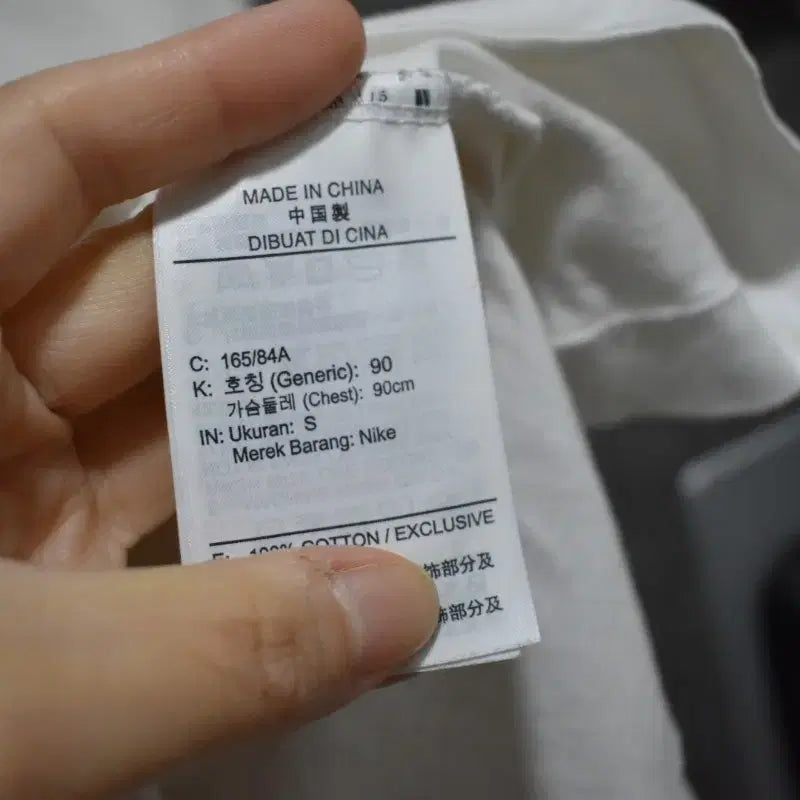 15
MADE IN CHINA
中国製
DIBUAT DI CINA
C: 165/84A
K: 호칭 (Generic): 90
가슴둘레 (Chest): 90cm
IN: Ukuran: S
Merek Barang: Nike
100% COTTON / EXCLUSIVE
饰部分及
饰部分及